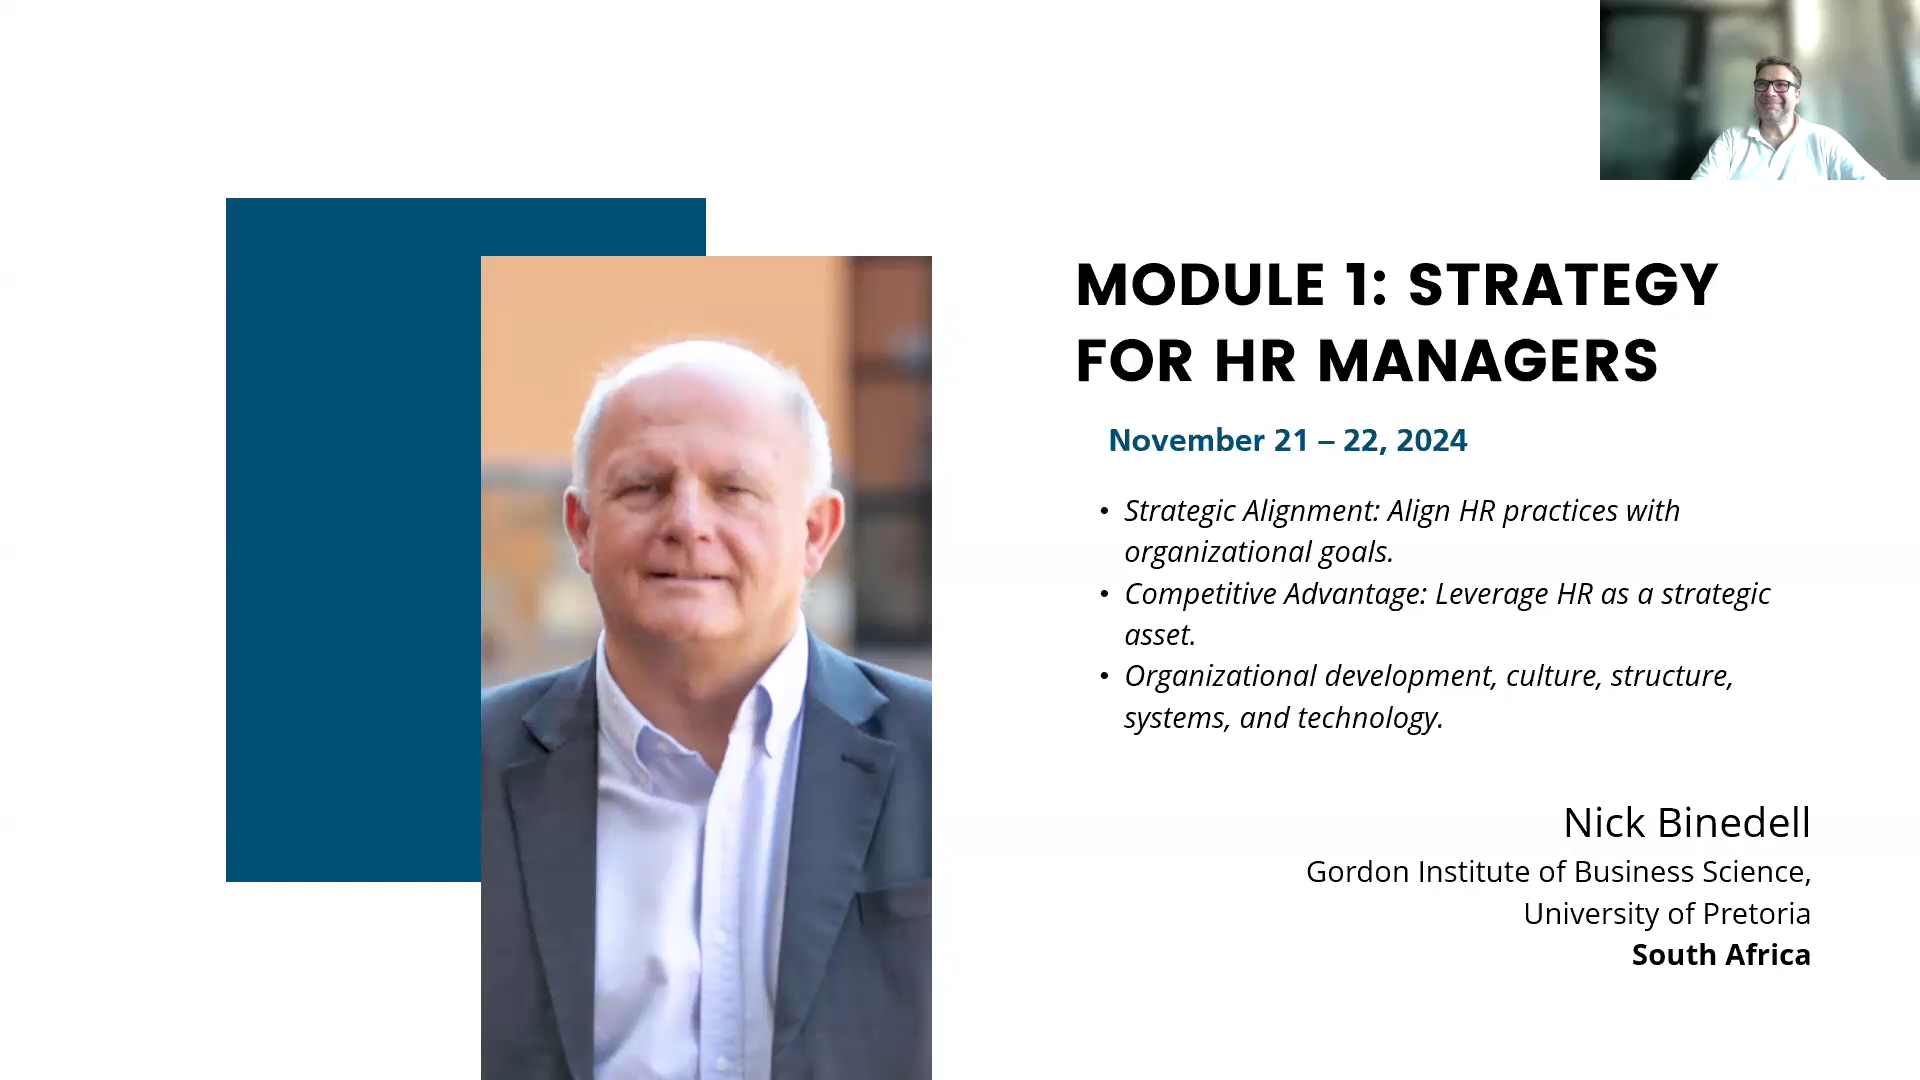 MODULE 1: STRATEGY
FOR HR MANAGERS
November 21 – 22, 2024
• Strategic Alignment: Align HR practices with
organizational goals.
• Competitive Advantage: Leverage HR as a strategic
asset.
• Organizational development, culture, structure,
systems, and technology.
Nick Binedell
Gordon Institute of Business Science,
University of Pretoria
South Africa